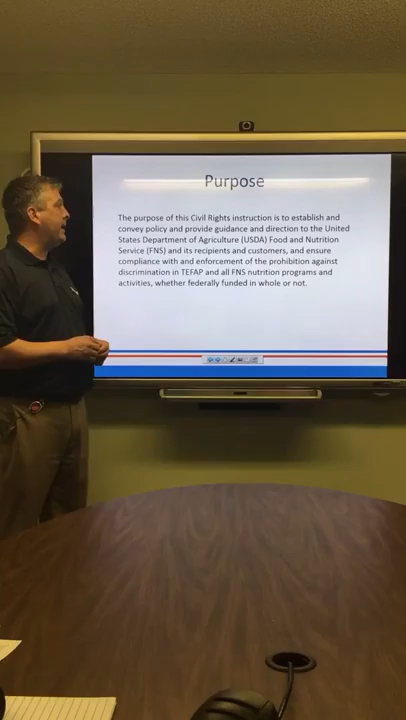 Purpose
The purpose of this Civil Rights instruction is to establish and
convey policy and provide guidance and direction to the United
States Department of Agriculture (USDA) Food and Nutrition
Service (FNS) and its recipients and customers, and ensure
compliance with and enforcement of the prohibition against
discrimination in TEFAP and all FNS nutrition programs and
activities, whether federally funded in whole or not.